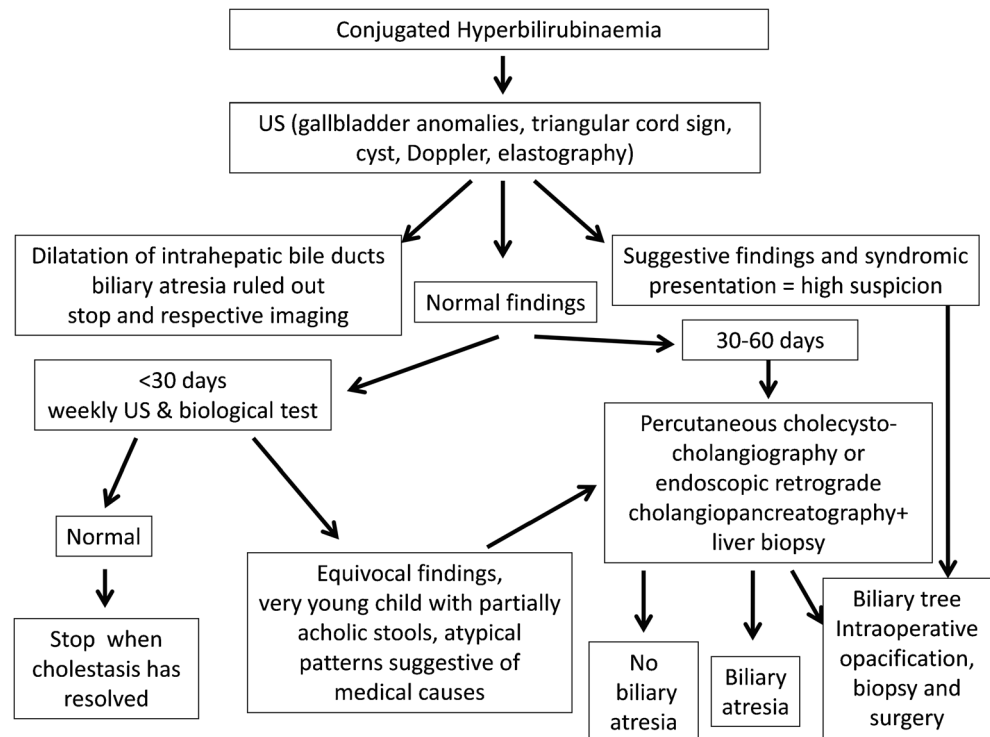 Conjugated Hyperbilirubinaemia
US (gallbladder anomalies, triangular cord sign,
cyst, Doppler, elastography)
Dilatation of intrahepatic bile ducts
biliary atresia ruled out
stop and respective imaging
Normal findings
Suggestive findings and syndromic
presentation = high suspicion
<30 days
weekly US & biological test
30-60 days
Percutaneous cholecysto-
cholangiography or
endoscopic retrograde
cholangiopancreatography+
liver biopsy
Normal
Stop when
cholestasis has
resolved
Equivocal findings,
very young child with partially
acholic stools, atypical
patterns suggestive of
medical causes
No
biliary
atresia
Biliary
atresia
Biliary tree
Intraoperative
opacification,
biopsy and
surgery